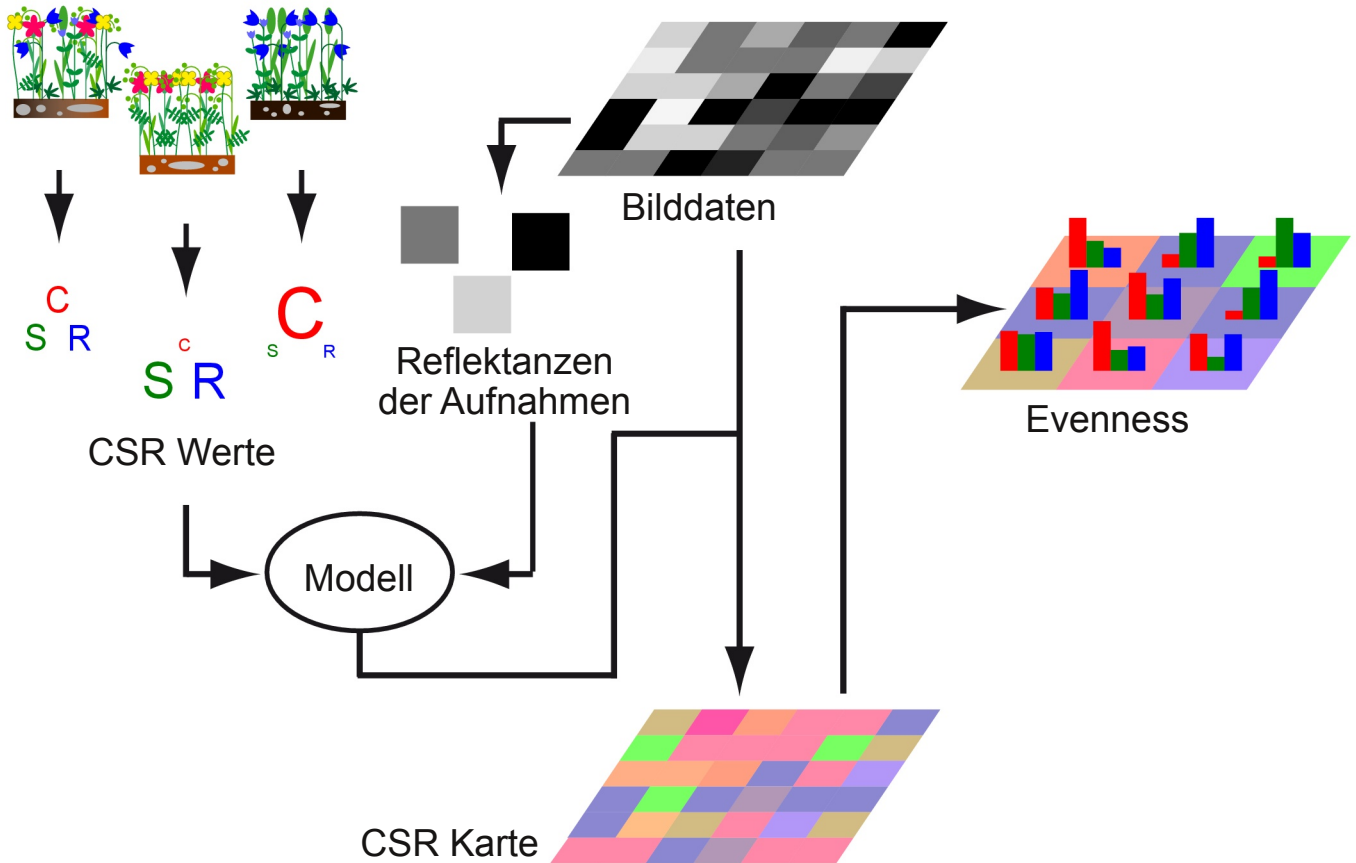 Bilddaten
C
S R
C
S R
C
S R
Reflektanzen
der Aufnahmen
CSR Werte
Evenness
Modell
CSR Karte